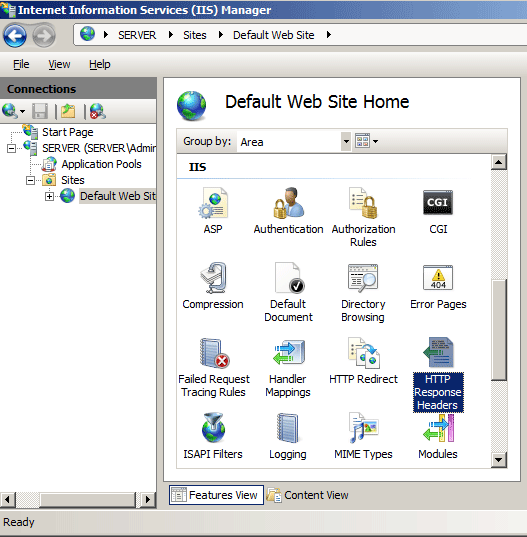 Internet Information Services (IIS) Manager
SERVER Sites Default Web Site
File View Help
Connections
Start Page
SERVER (SERVER\Admir
Application Pools
Sites
Default Web Sit
Default Web Site Home
Group by: Area
IIS
ASP
Authentication
Authorization
Rules
CGI
CGI
Compression
Default
Document
Directory
Browsing
404
Error Pages
Failed Request
Tracing Rules
Handler
Mappings
HTTP Redirect
HTTP
Response
Headers
ISAPI Filters
Logging
MIME Types
Modules
Features View Content View
Ready